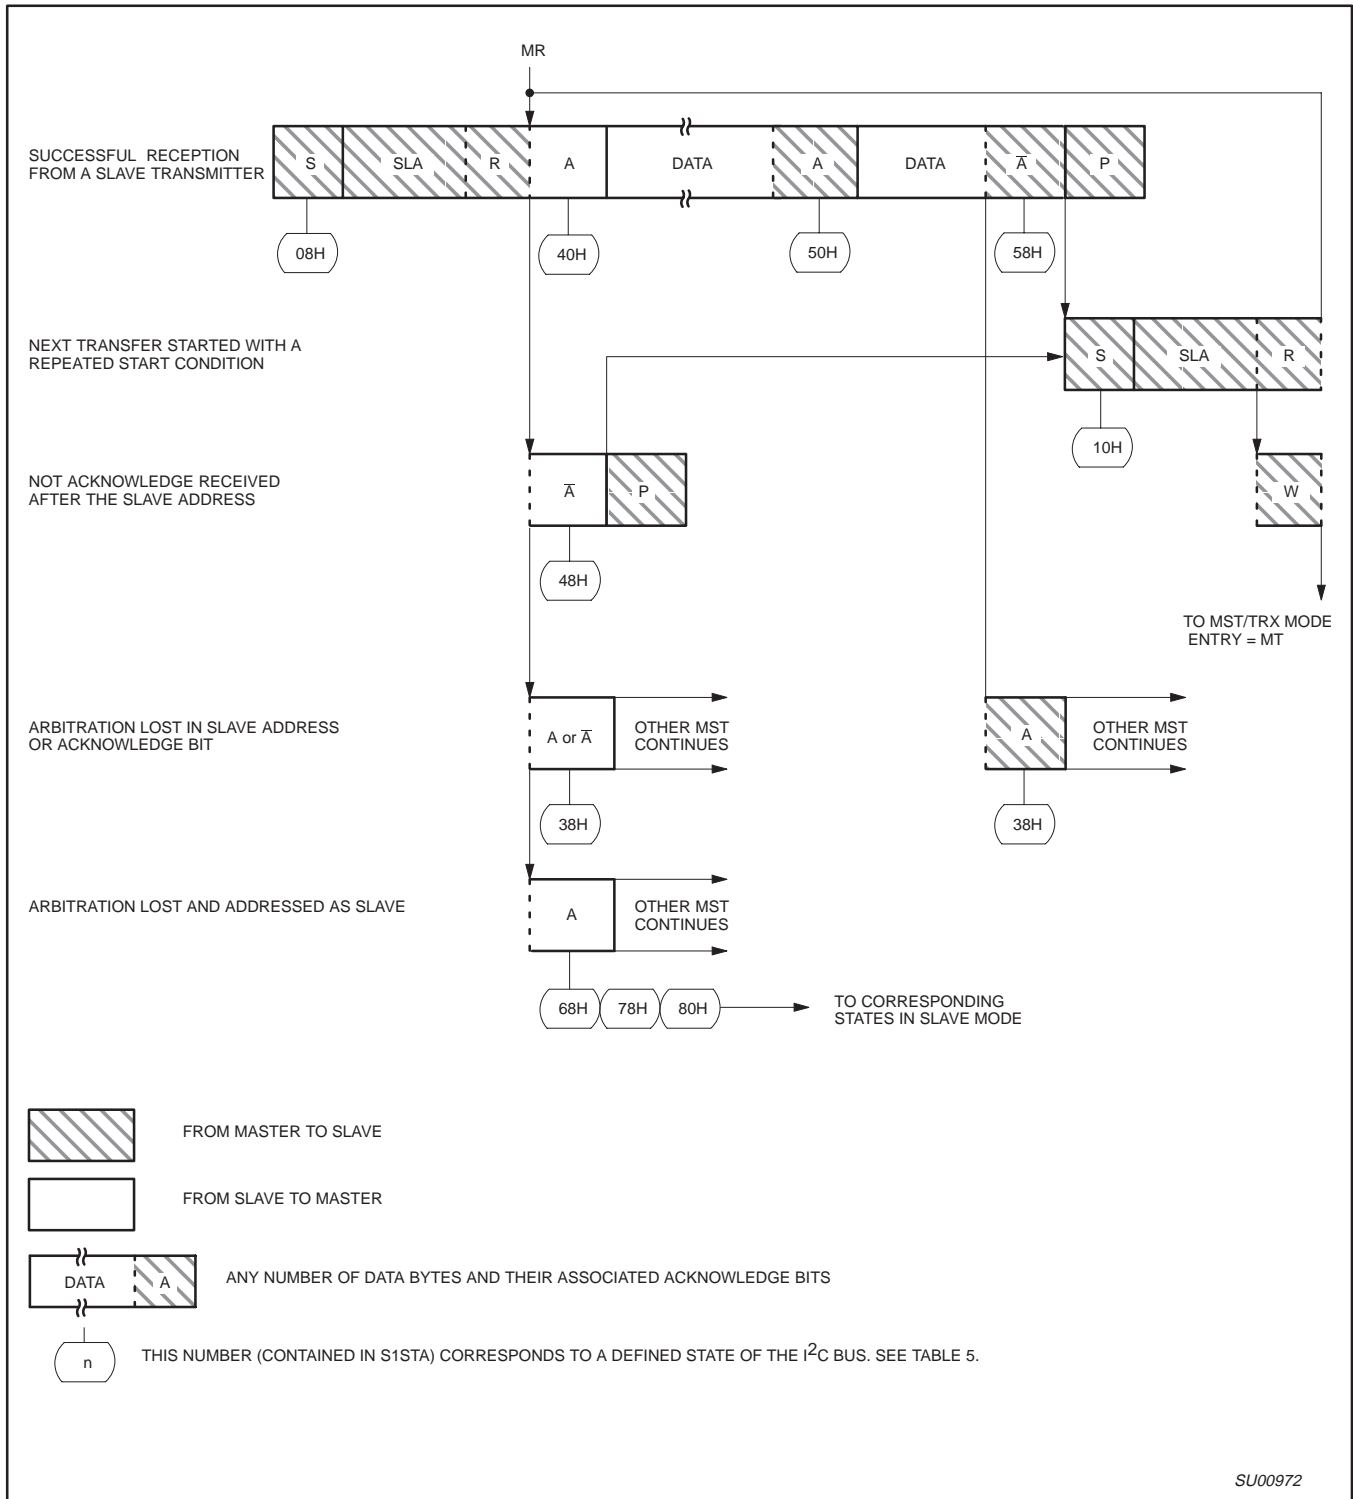 MR
SUCCESSFUL RECEPTION
FROM A SLAVE TRANSMITTER
S SLA R A DATA A DATA A̅ P
08H 40H 50H 58H
NEXT TRANSFER STARTED WITH A
REPEATED START CONDITION
S SLA R
10H
NOT ACKNOWLEDGE RECEIVED
AFTER THE SLAVE ADDRESS
A̅ P W
48H
TO MST/TRX MODE
ENTRY = MT
ARBITRATION LOST IN SLAVE ADDRESS
OR ACKNOWLEDGE BIT
A or A̅
OTHER MST
CONTINUES
A
OTHER MST
CONTINUES
38H 38H
ARBITRATION LOST AND ADDRESSED AS SLAVE
A
OTHER MST
CONTINUES
68H 78H 80H
TO CORRESPONDING
STATES IN SLAVE MODE
FROM MASTER TO SLAVE
FROM SLAVE TO MASTER
DATA A ANY NUMBER OF DATA BYTES AND THEIR ASSOCIATED ACKNOWLEDGE BITS
n THIS NUMBER (CONTAINED IN S1STA) CORRESPONDS TO A DEFINED STATE OF THE I²C BUS. SEE TABLE 5.
SU00972